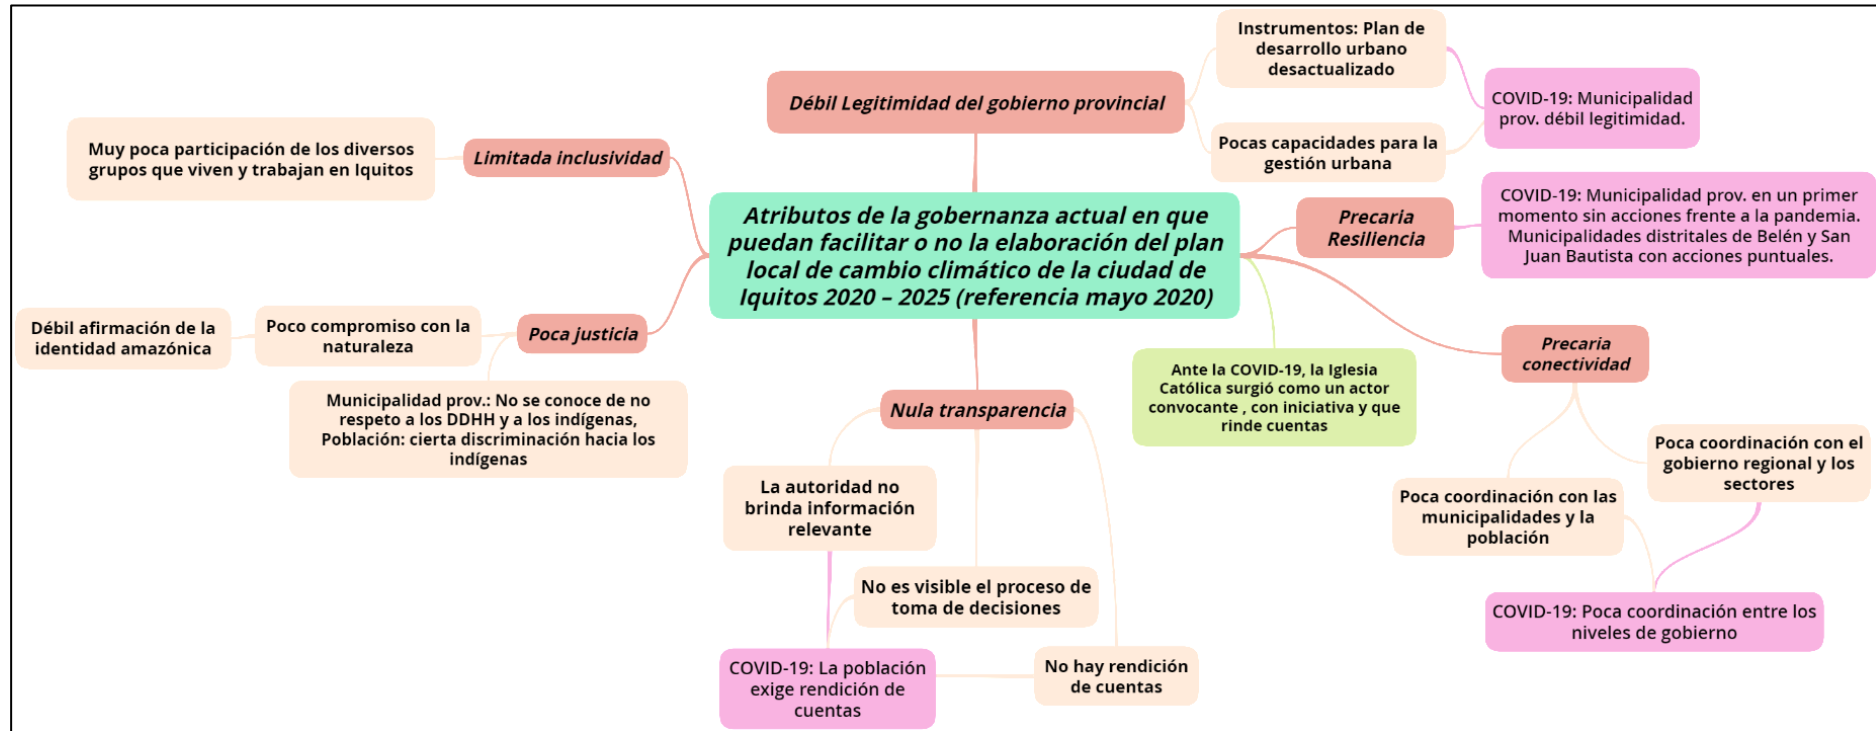 Débil Legitimidad del gobierno provincial
Instrumentos: Plan de
desarrollo urbano
desactualizado
Pocas capacidades para la
gestión urbana
COVID-19: Municipalidad
prov. débil legitimidad.
Muy poca participación de los diversos
grupos que viven y trabajan en Iquitos
Limitada inclusividad
Atributos de la gobernanza actual en que
puedan facilitar o no la elaboración del plan
local de cambio climático de la ciudad de
Iquitos 2020 – 2025 (referencia mayo 2020)
Precaria
Resiliencia
COVID-19: Municipalidad prov. en un primer
momento sin acciones frente a la pandemia.
Municipalidades distritales de Belén y San
Juan Bautista con acciones puntuales.
Débil afirmación de la
identidad amazónica
Poco compromiso con la
naturaleza
Poca justicia
Municipalidad prov.: No se conoce de no
respeto a los DDHH y a los indígenas,
Población: cierta discriminación hacia los
indígenas
Ante la COVID-19, la Iglesia
Católica surgió como un actor
convocante , con iniciativa y que
rinde cuentas
Precaria
conectividad
Nula transparencia
La autoridad no
brinda información
relevante
No es visible el proceso de
toma de decisiones
COVID-19: La población
exige rendición de
cuentas
No hay rendición
de cuentas
Poca coordinación con las
municipalidades y la
población
Poca coordinación con el
gobierno regional y los
sectores
COVID-19: Poca coordinación entre los
niveles de gobierno